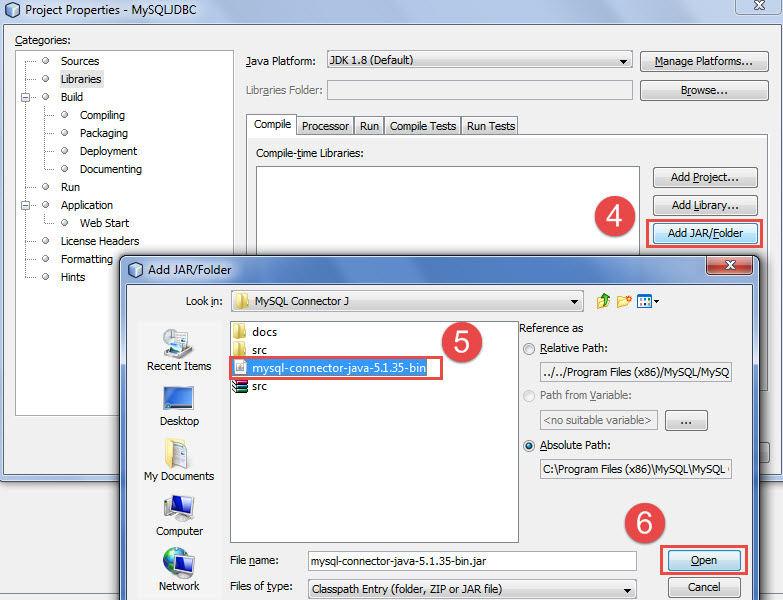 Project Properties - MySQLJDBC
Categories:
Sources
Libraries
Build
Compiling
Packaging
Deployment
Documenting
Run
Application
Web Start
License Headers
Formatting
Hints
Java Platform: JDK 1.8 (Default) Manage Platforms...
Libraries Folder: Browse...
Compile Processor Run Compile Tests Run Tests
Compile-time Libraries:
Add Project...
Add Library...
4
Add JAR/Folder
Add JAR/Folder
Look in: MySQL Connector J
Recent Items
Desktop
My Documents
Computer
Network
docs
src
5
mysql-connector-java-5.1.35-bin
src
Reference as
Relative Path:
../../Program Files (x86)/MySQL/MySQ
Path from Variable:
<no suitable variable> ...
Absolute Path:
C:\Program Files (x86)\MySQL\MySQL
6
File name: mysql-connector-java-5.1.35-bin.jar Open
Files of type: Classpath Entry (folder, ZIP or JAR file) Cancel